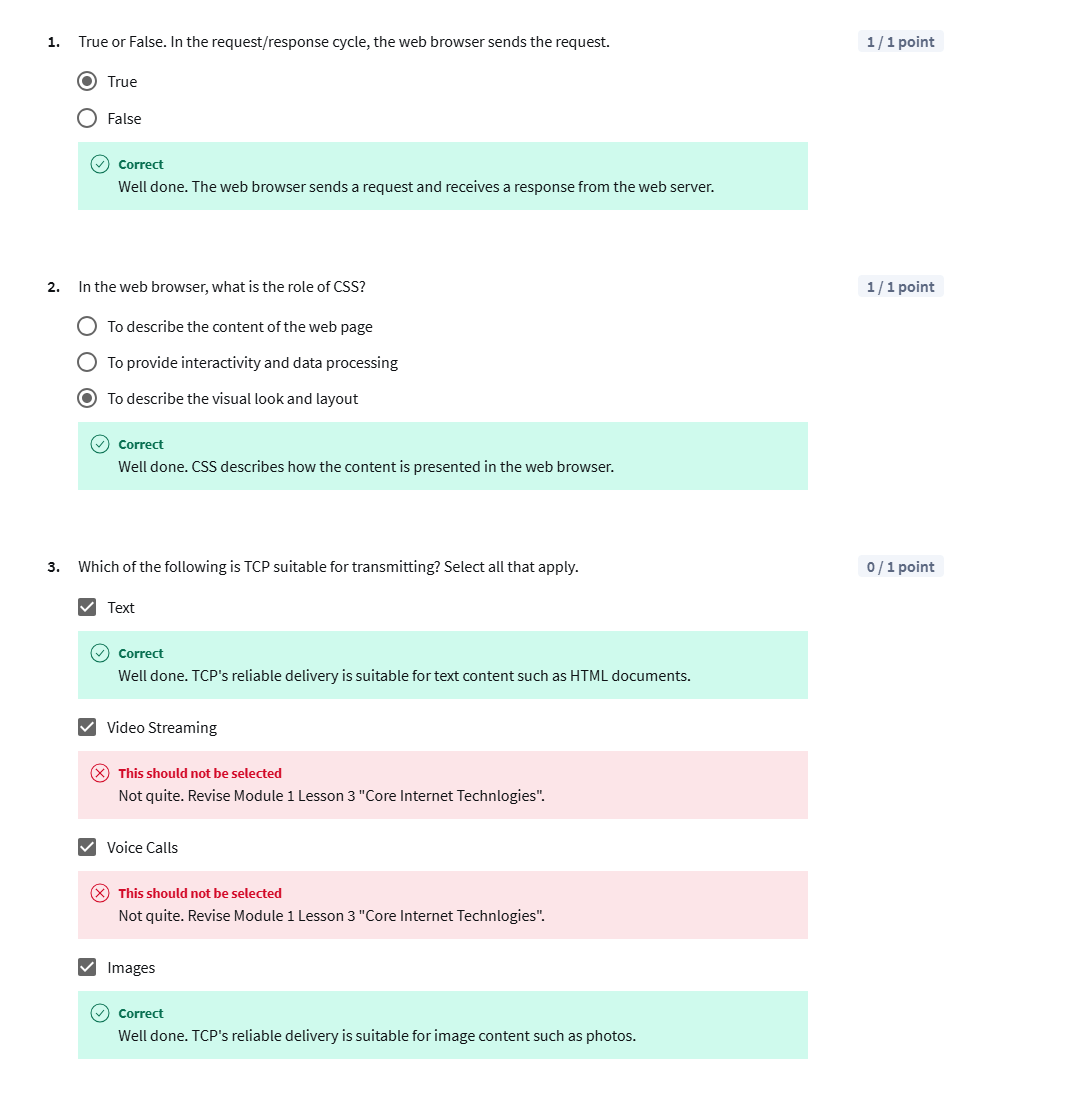 1. True or False. In the request/response cycle, the web browser sends the request. 1 / 1 point
True
False
Correct
Well done. The web browser sends a request and receives a response from the web server.
2. In the web browser, what is the role of CSS? 1 / 1 point
To describe the content of the web page
To provide interactivity and data processing
To describe the visual look and layout
Correct
Well done. CSS describes how the content is presented in the web browser.
3. Which of the following is TCP suitable for transmitting? Select all that apply. 0 / 1 point
Text
Correct
Well done. TCP's reliable delivery is suitable for text content such as HTML documents.
Video Streaming
This should not be selected
Not quite. Revise Module 1 Lesson 3 "Core Internet Technlogies".
Voice Calls
This should not be selected
Not quite. Revise Module 1 Lesson 3 "Core Internet Technlogies".
Images
Correct
Well done. TCP's reliable delivery is suitable for image content such as photos.